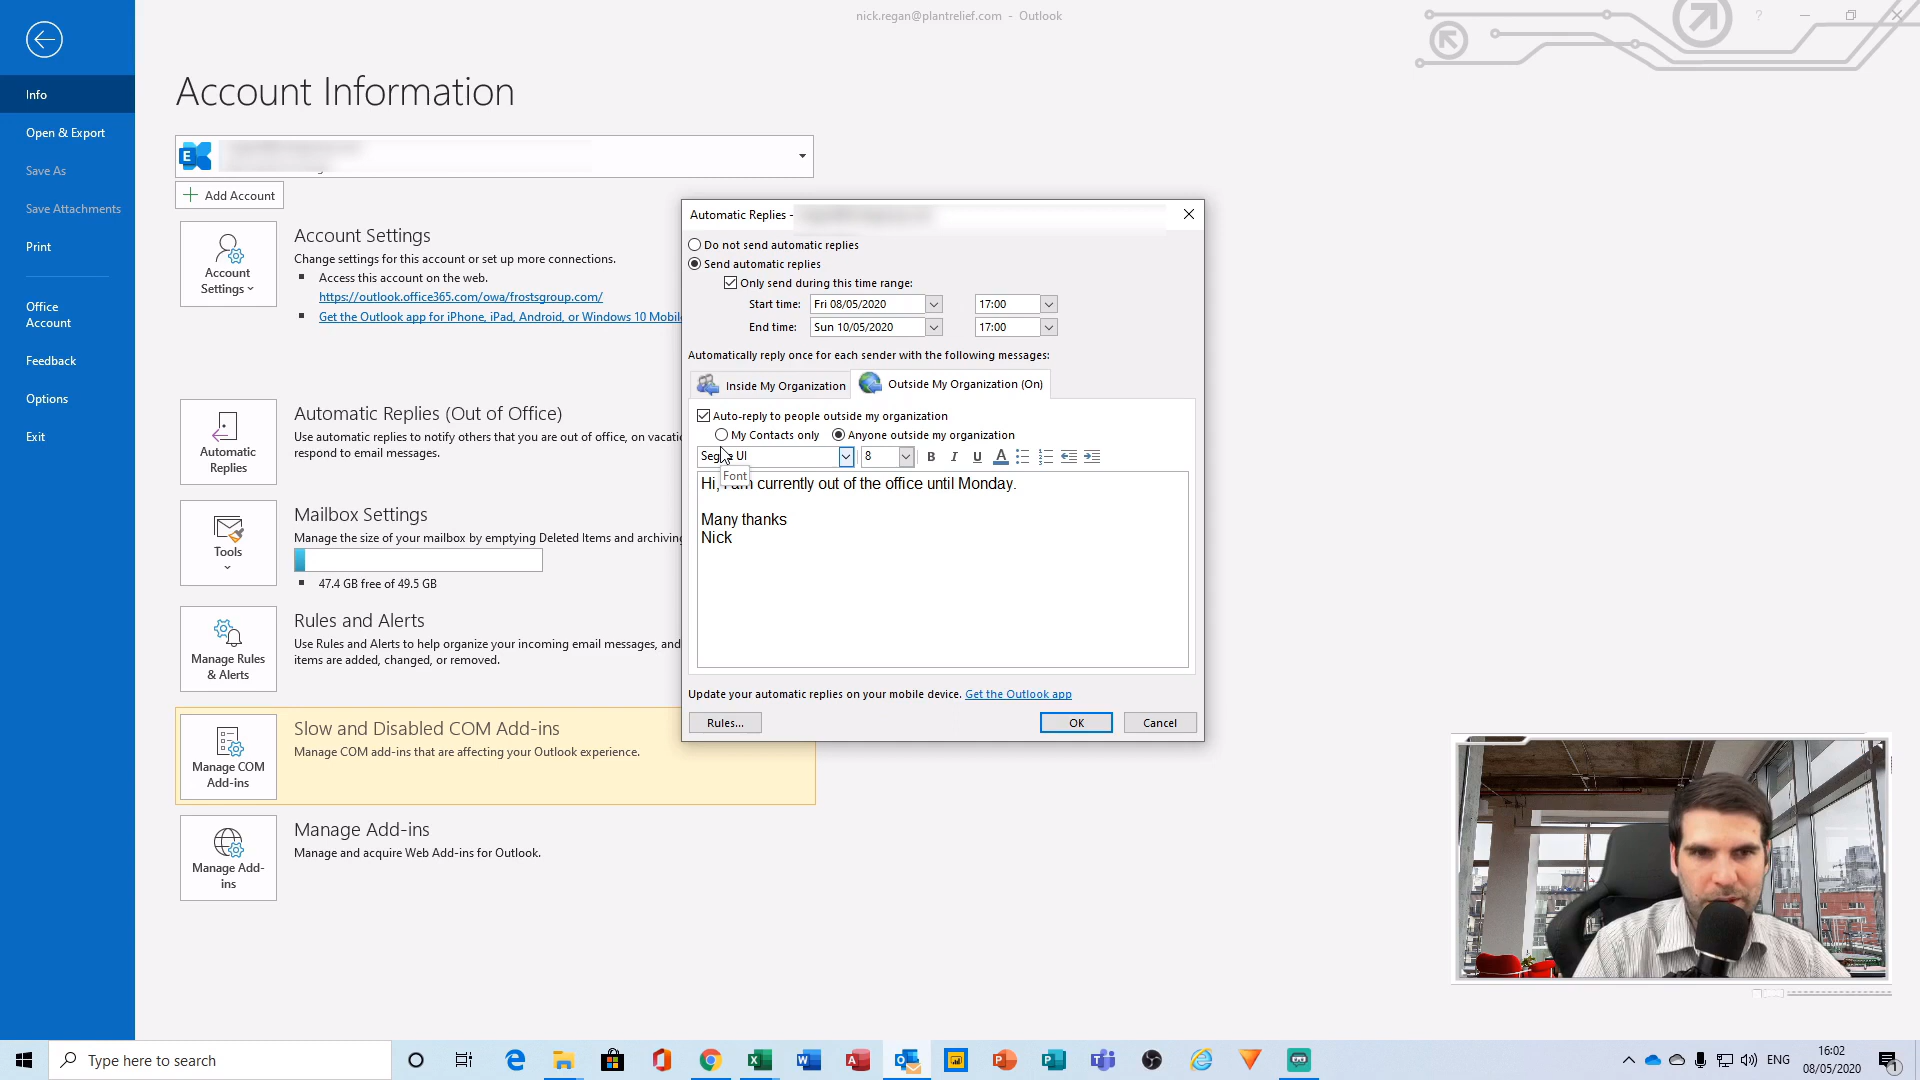 nick.regan@plantrelief.com - Outlook
?
Info
Open & Export
Save As
Save Attachments
Print
Office
Account
Feedback
Options
Exit
Account Information
E
Add Account
Account
Settings
Account Settings
Change settings for this account or set up more connections.
Access this account on the web.
https://outlook.office365.com/owa/frostsgroup.com/
Get the Outlook app for iPhone, iPad, Android, or Windows 10 Mobile
Automatic
Replies
Automatic Replies (Out of Office)
Use automatic replies to notify others that you are out of office, on vacati
respond to email messages.
Tools
Mailbox Settings
Manage the size of your mailbox by emptying Deleted Items and archiving
47.4 GB free of 49.5 GB
Manage Rules
& Alerts
Rules and Alerts
Use Rules and Alerts to help organize your incoming email messages, and
items are added, changed, or removed.
Manage COM
Add-ins
Slow and Disabled COM Add-ins
Manage COM add-ins that are affecting your Outlook experience.
Manage Add-
ins
Manage Add-ins
Manage and acquire Web Add-ins for Outlook.
Automatic Replies -
Do not send automatic replies
Send automatic replies
Only send during this time range:
Start time: Fri 08/05/2020 17:00
End time: Sun 10/05/2020 17:00
Automatically reply once for each sender with the following messages:
Inside My Organization Outside My Organization (On)
Auto-reply to people outside my organization
My Contacts only Anyone outside my organization
Segoe UI 8 B I U A
Font
Hi, I am currently out of the office until Monday.
Many thanks
Nick
Update your automatic replies on your mobile device. Get the Outlook app
Rules... OK Cancel
Type here to search
ENG
16:02
08/05/2020
1